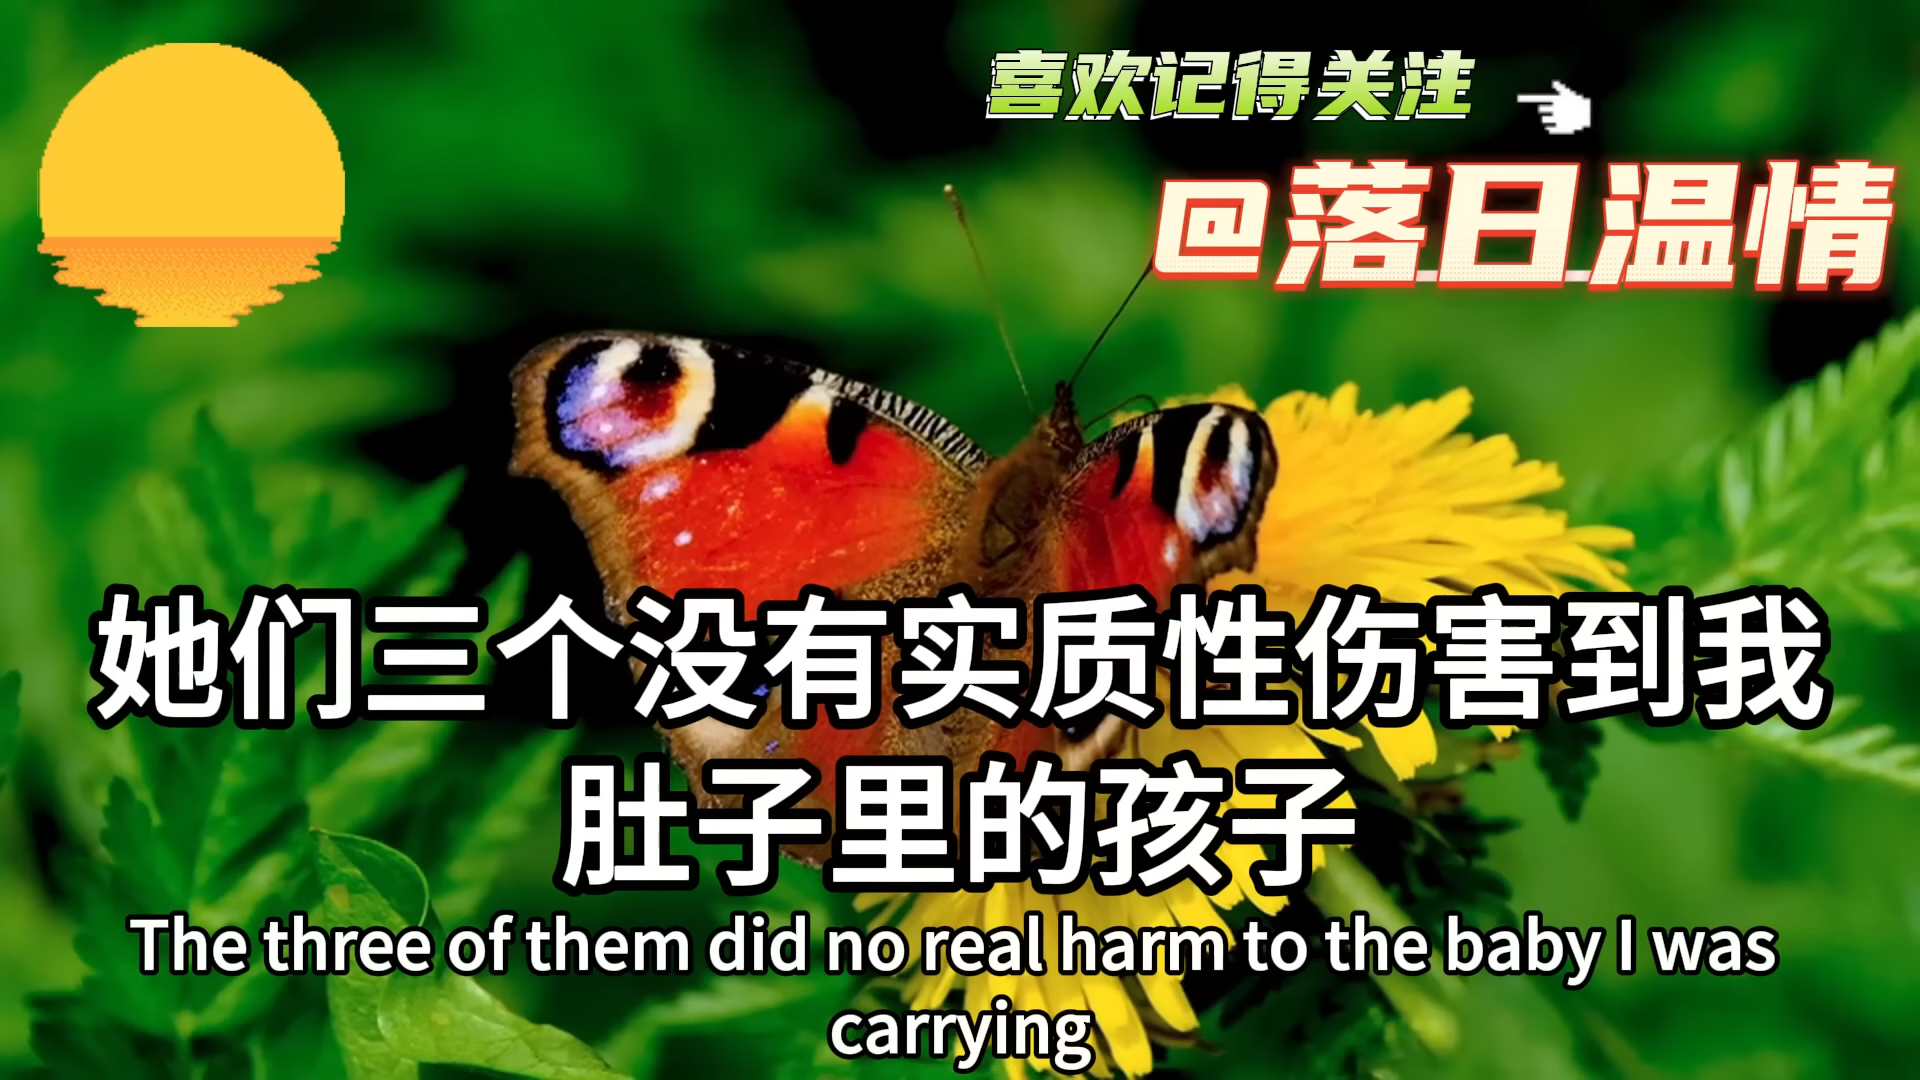 喜欢记得关注
@落日温情
她们三个没有实质性伤害到我
肚子里的孩子
The three of them did no real harm to the baby I was
carrying